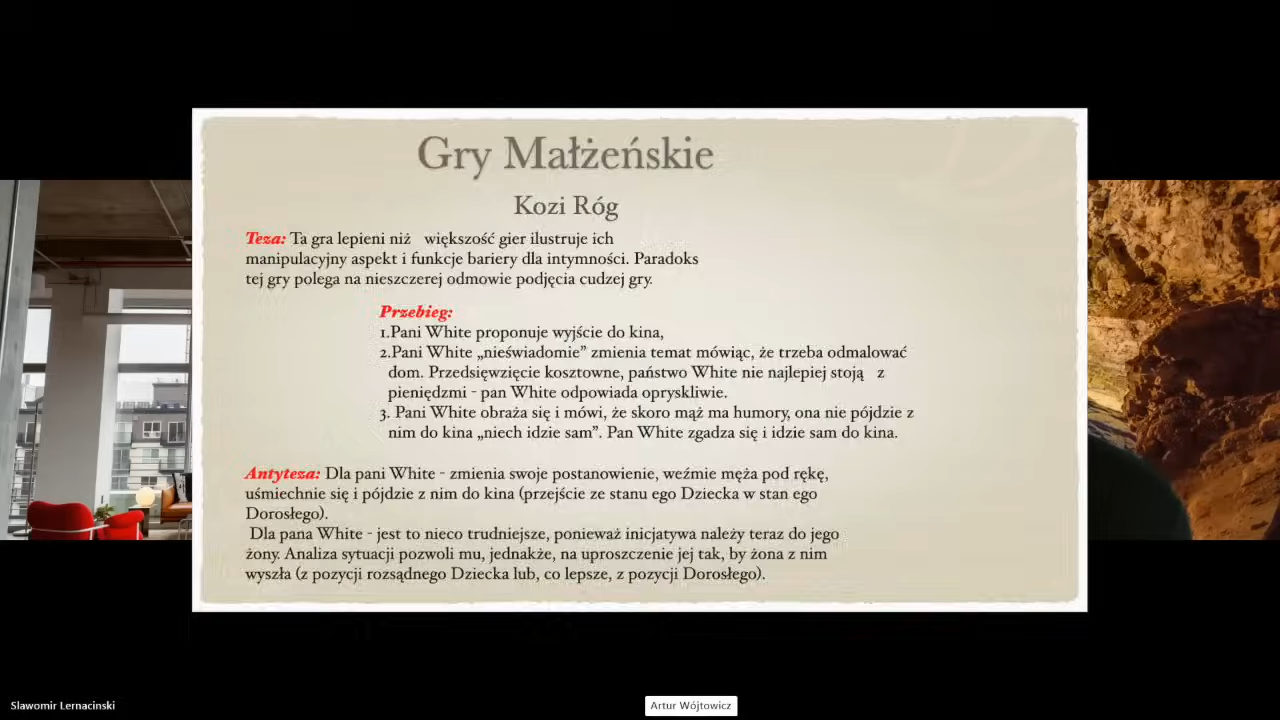 Gry Małżeńskie
Kozi Róg
Teza: Ta gra lepieni niż większość gier ilustruje ich
manipulacyjny aspekt i funkcje bariery dla intymności. Paradoks
tej gry polega na nieszczerej odmowie podjęcia cudzej gry.
Przebieg:
1.Pani White proponuje wyjście do kina,
2.Pani White „nieświadomie” zmienia temat mówiąc, że trzeba odmalować
dom. Przedsięwzięcie kosztowne, państwo White nie najlepiej stoją z
pieniędzmi - pan White odpowiada opryskliwie.
3. Pani White obraża się i mówi, że skoro mąż ma humory, ona nie pójdzie z
nim do kina „niech idzie sam”. Pan White zgadza się i idzie sam do kina.
Antyteza: Dla pani White - zmienia swoje postanowienie, weźmie męża pod rękę,
uśmiechnie się i pójdzie z nim do kina (przejście ze stanu ego Dziecka w stan ego
Dorosłego).
Dla pana White - jest to nieco trudniejsze, ponieważ inicjatywa należy teraz do jego
żony. Analiza sytuacji pozwoli mu, jednakże, na uproszczenie jej tak, by żona z nim
wyszła (z pozycji rozsądnego Dziecka lub, co lepsze, z pozycji Dorosłego).
Slawomir Lernacinski
Artur Wójtowicz